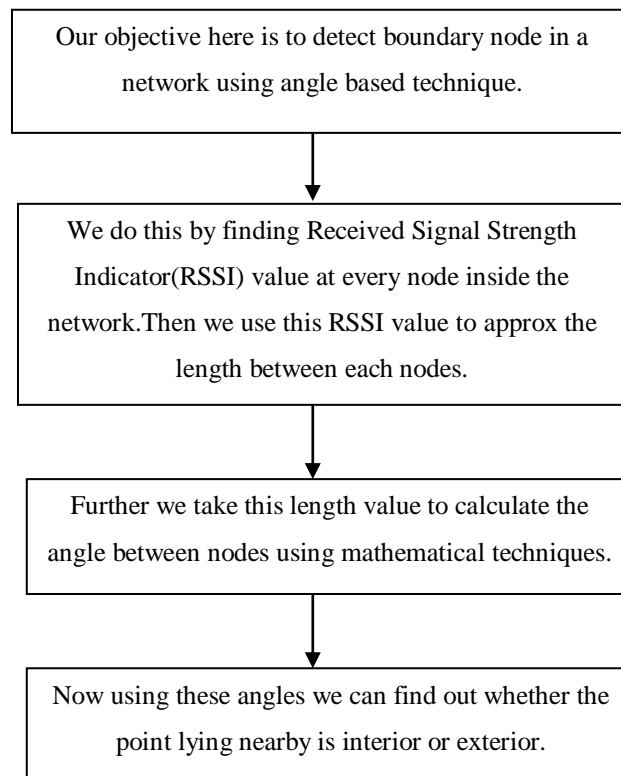 Our objective here is to detect boundary node in a
network using angle based technique.
We do this by finding Received Signal Strength
Indicator(RSSI) value at every node inside the
network.Then we use this RSSI value to approx the
length between each nodes.
Further we take this length value to calculate the
angle between nodes using mathematical techniques.
Now using these angles we can find out whether the
point lying nearby is interior or exterior.